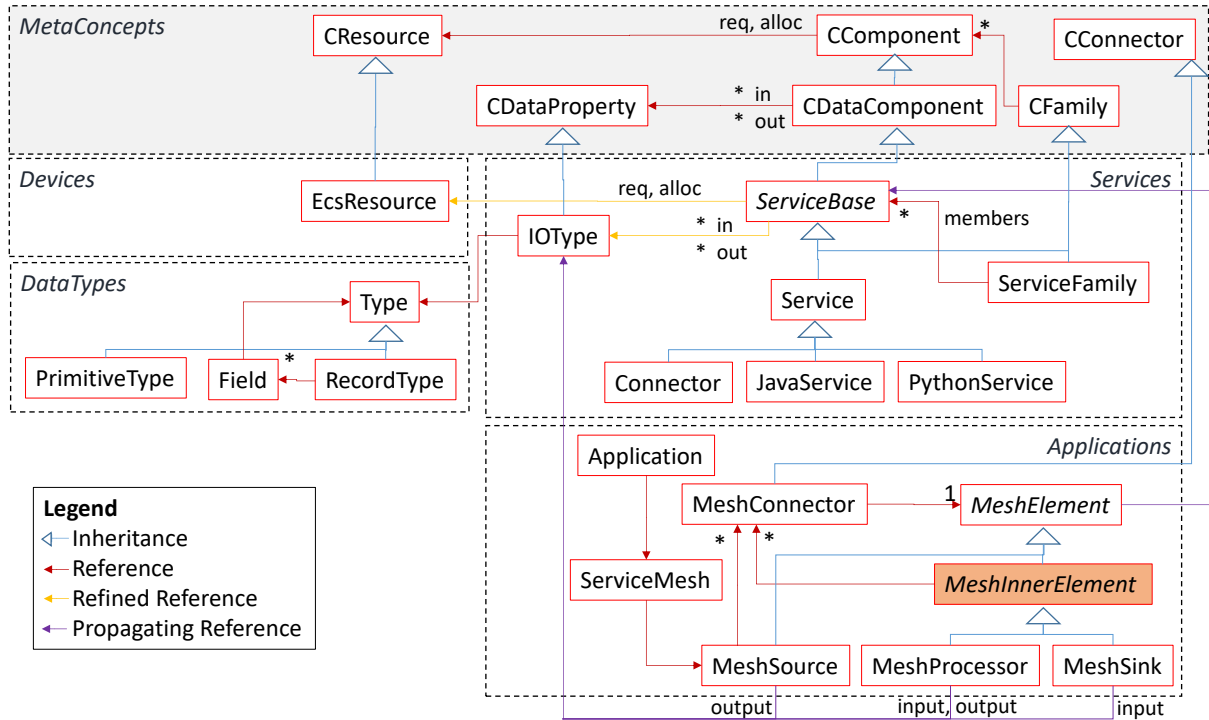 MetaConcepts
CResource
req, alloc
CComponent
*
CConnector
CDataProperty
* in
* out
CDataComponent
CFamily
Devices
EcsResource
req, alloc
ServiceBase
*
Services
members
IOType
* in
* out
ServiceFamily
DataTypes
Type
Service
PrimitiveType
Field
*
RecordType
Connector
JavaService
PythonService
Applications
Application
MeshConnector
1
MeshElement
*
*
ServiceMesh
MeshInnerElement
MeshSource
MeshProcessor
MeshSink
output
input, output
input
Legend
Inheritance
Reference
Refined Reference
Propagating Reference